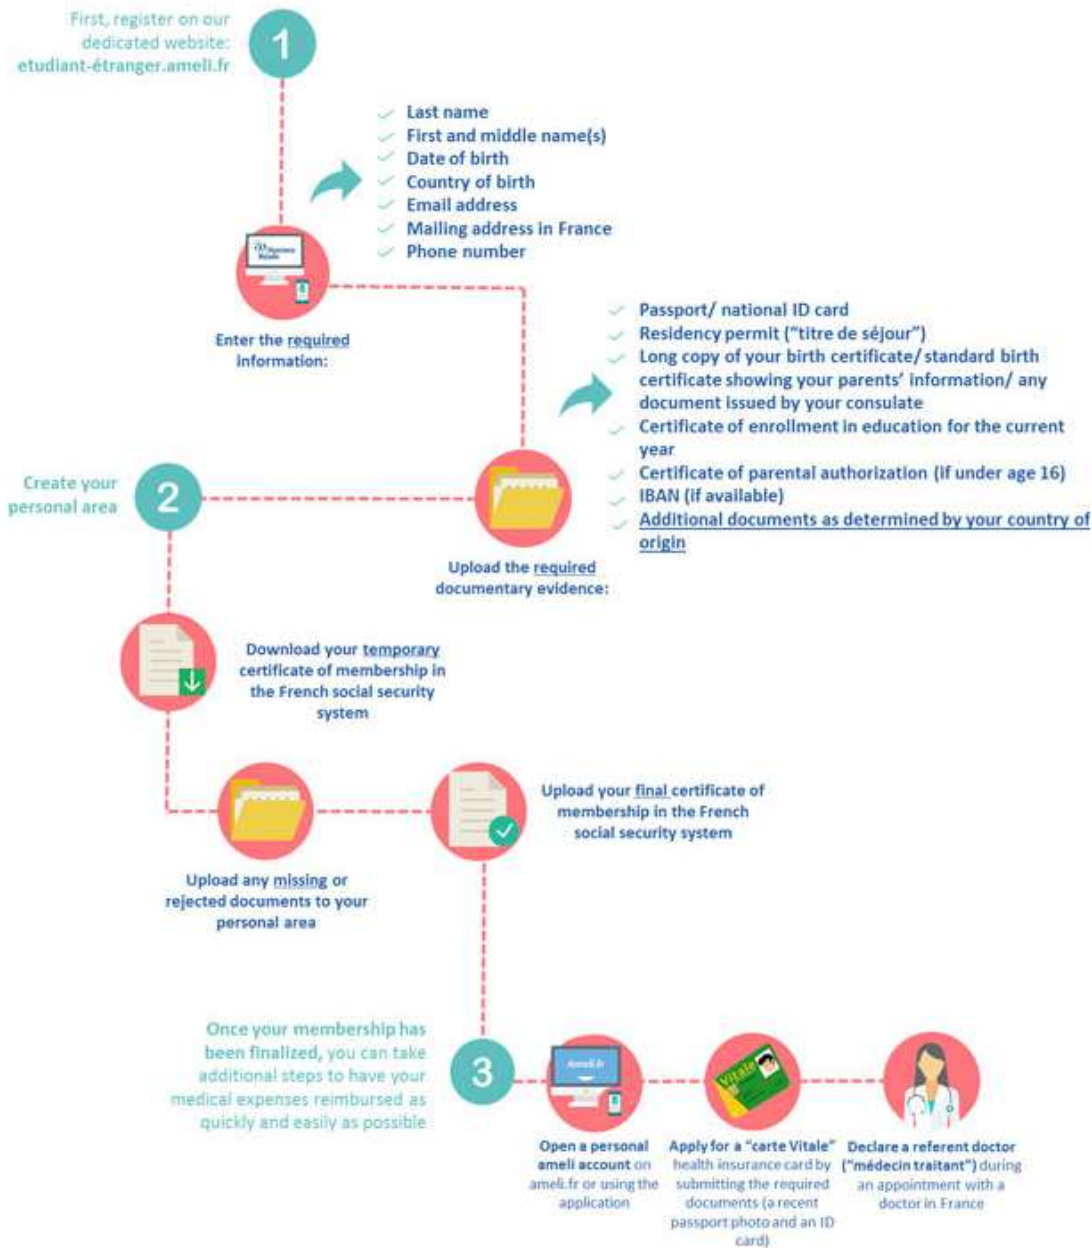 First, register on our
dedicated website:
etudiant-étranger.ameli.fr
1
Last name
First and middle name(s)
Date of birth
Country of birth
Email address
Mailing address in France
Phone number
Enter the required
information:
Passport/ national ID card
Residency permit (“titre de séjour”)
Long copy of your birth certificate/ standard birth
certificate showing your parents’ information/ any
document issued by your consulate
Certificate of enrollment in education for the current
year
Certificate of parental authorization (if under age 16)
IBAN (if available)
Additional documents as determined by your country of
origin
Upload the required
documentary evidence:
Create your
personal area
2
Download your temporary
certificate of membership in
the French social security
system
Upload any missing or
rejected documents to your
personal area
Upload your final certificate of
membership in the French
social security system
Once your membership has
been finalized, you can take
additional steps to have your
medical expenses reimbursed as
quickly and easily as possible
3
Ameli.fr
Open a personal
ameli account on
ameli.fr or using the
application
Vitale
Apply for a “carte Vitale”
health insurance card by
submitting the required
documents (a recent
passport photo and an ID
card)
Declare a referent doctor
(“médecin traitant”) during
an appointment with a
doctor in France